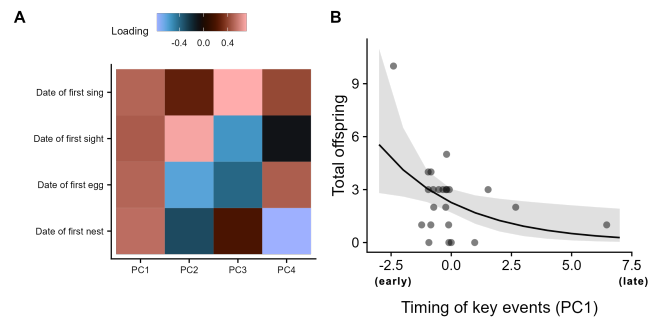 A
Loading
-0.4 0.0 0.4
Date of first sing
Date of first sight
Date of first egg
Date of first nest
PC1 PC2 PC3 PC4
B
Total offspring
9
6
3
0
-2.5 0.0 2.5 5.0 7.5
(early) (late)
Timing of key events (PC1)